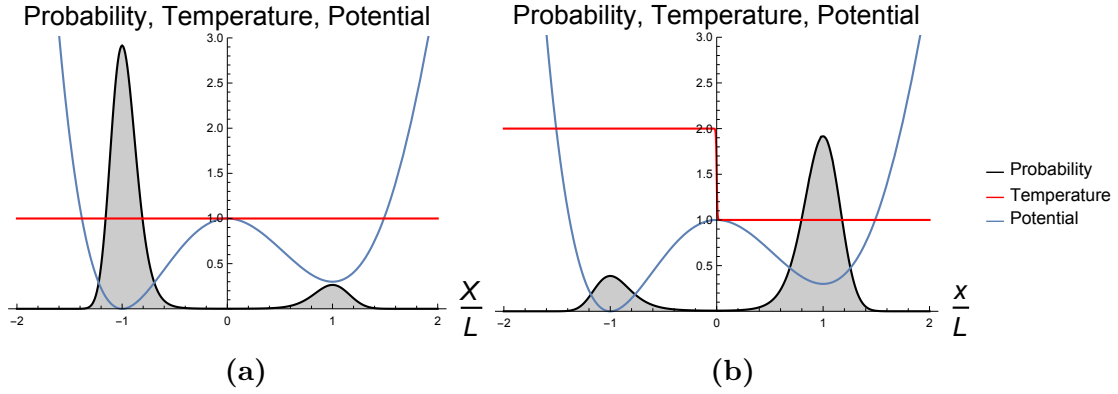 Probability, Temperature, Potential
3.0
2.5
2.0
1.5
1.0
0.5
−2 −1 0 1 2
X
L
(a)
Probability, Temperature, Potential
3.0
2.5
2.0
1.5
1.0
0.5
−2 −1 0 1 2
x
L
(b)
Probability
Temperature
Potential